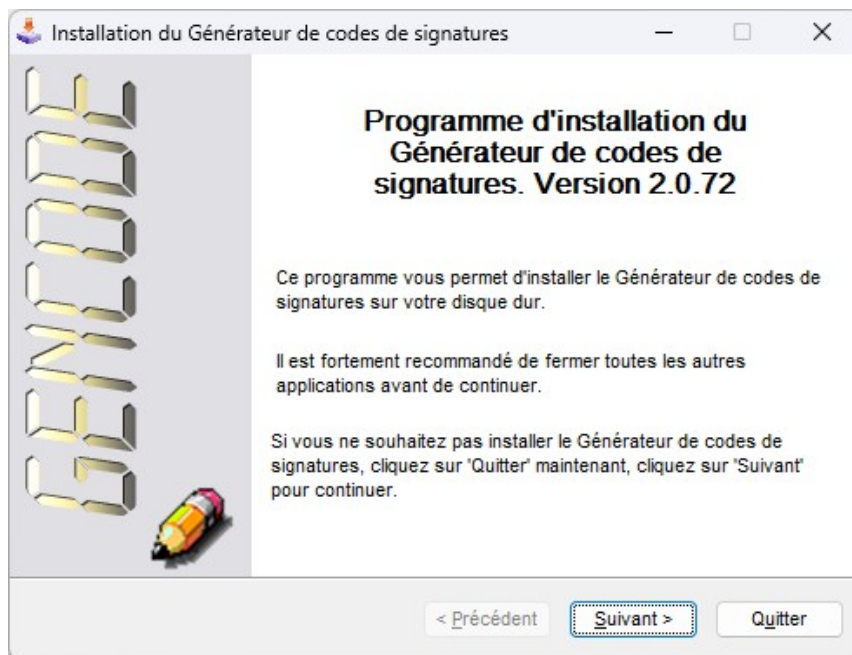 Installation du Générateur de codes de signatures
GENCODE
Programme d'installation du
Générateur de codes de
signatures. Version 2.0.72
Ce programme vous permet d'installer le Générateur de codes de
signatures sur votre disque dur.
Il est fortement recommandé de fermer toutes les autres
applications avant de continuer.
Si vous ne souhaitez pas installer le Générateur de codes de
signatures, cliquez sur 'Quitter' maintenant, cliquez sur 'Suivant'
pour continuer.
< Précédent
Suivant >
Quitter